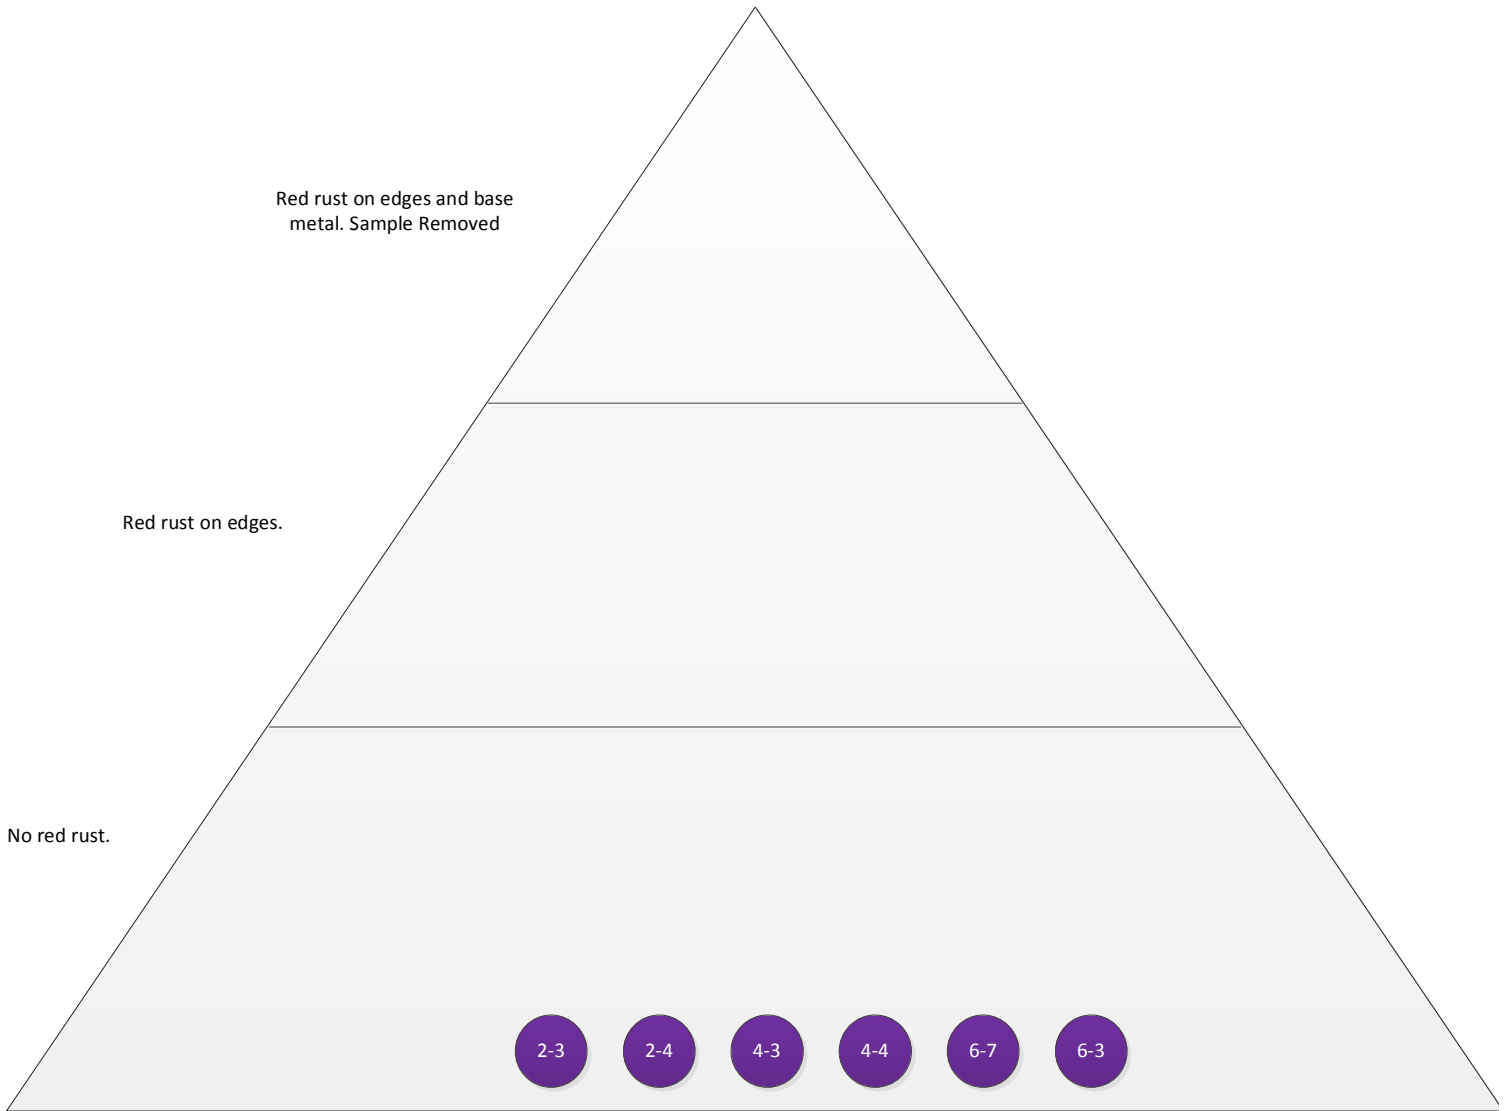 Red rust on edges and base
metal. Sample Removed
Red rust on edges.
No red rust.
2-3 2-4 4-3 4-4 6-7 6-3